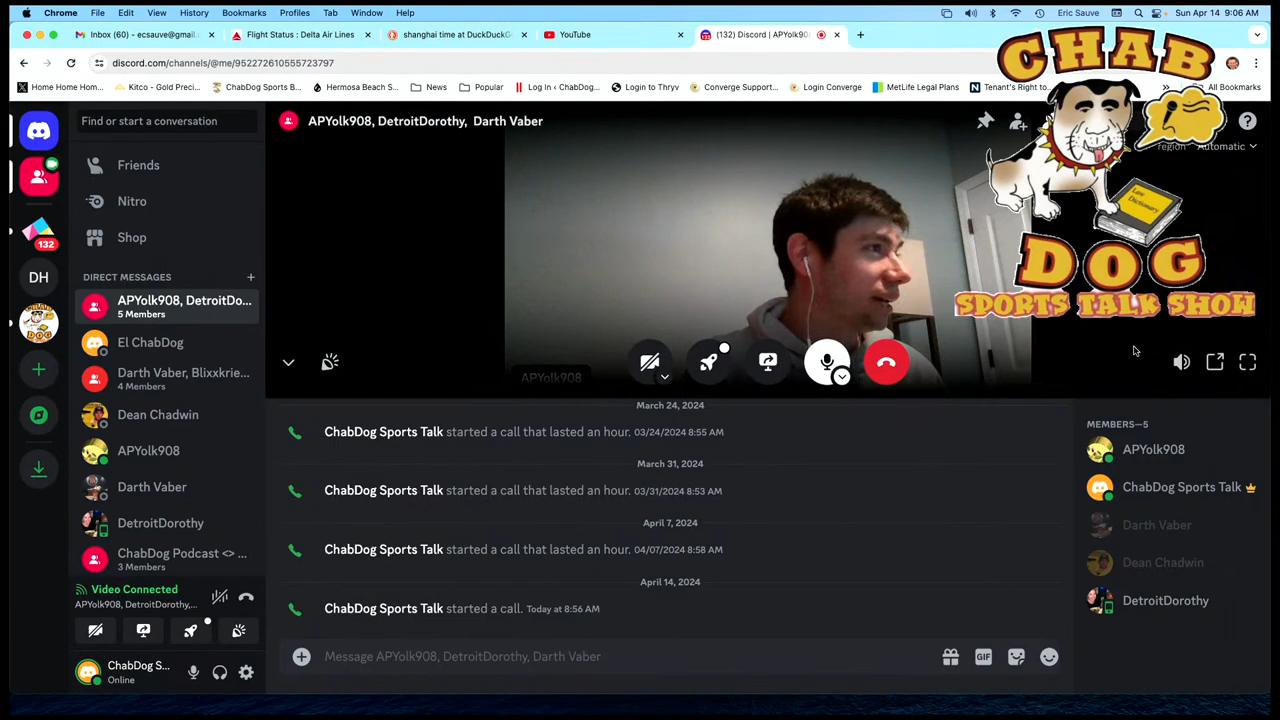 Chrome File Edit View History Bookmarks Profiles Tab Window Help Eric Sauve Sun Apr 14 9:06 AM
Inbox (60) - ecsauve@gmail. Flight Status : Delta Air Lines shanghai time at DuckDuckG YouTube (132) Discord | APYolk90
discord.com/channels/@me/952272610555723797
Home Home Hom... Kitco - Gold Preci... ChabDog Sports B... Hermosa Beach S... News Popular Log In ‹ ChabDog... Login to Thryv Converge Support... Login Converge MetLife Legal Plans Tenant's Right to... » All Bookmarks
CHAB
Law Dictionary
DOG
SPORTS TALK SHOW
Find or start a conversation
APYolk908, DetroitDorothy, Darth Vaber
region Automatic
Friends
Nitro
Shop
132
DH
DIRECT MESSAGES
APYolk908, DetroitDo...
5 Members
El ChabDog
Darth Vaber, Blixxkrie...
4 Members
Dean Chadwin
APYolk908
Darth Vaber
DetroitDorothy
ChabDog Podcast <> ...
3 Members
Video Connected
APYolk908, DetroitDorothy,...
ChabDog S...
Online
APYolk908
March 24, 2024
ChabDog Sports Talk started a call that lasted an hour. 03/24/2024 8:55 AM
March 31, 2024
ChabDog Sports Talk started a call that lasted an hour. 03/31/2024 8:53 AM
April 7, 2024
ChabDog Sports Talk started a call that lasted an hour. 04/07/2024 8:58 AM
April 14, 2024
ChabDog Sports Talk started a call. Today at 8:56 AM
Message APYolk908, DetroitDorothy, Darth Vaber
GIF
MEMBERS—5
APYolk908
ChabDog Sports Talk
Darth Vaber
Dean Chadwin
DetroitDorothy